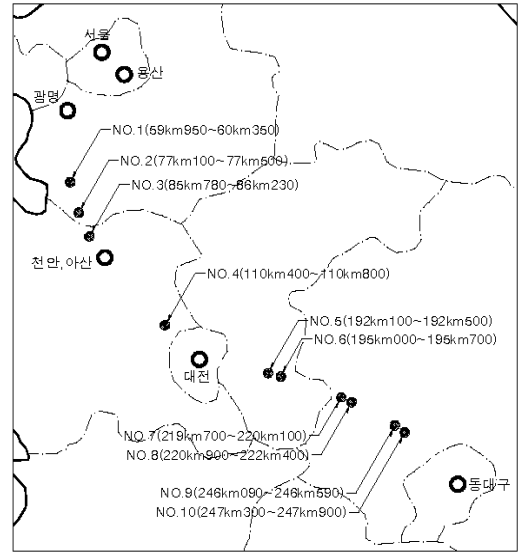 서울
용산
광명
NO.1(59km950~60km350)
NO.2(77km100~77km500)
NO.3(85km780~86km230)
천안,아산
NO.4(110km400~110km800)
NO.5(192km100~192km500)
NO.6(195km000~195km700)
대전
NO.7(219km700~220km100)
NO.8(220km900~222km400)
NO.9(246km090~246km590)
동대구
NO.10(247km300~247km900)